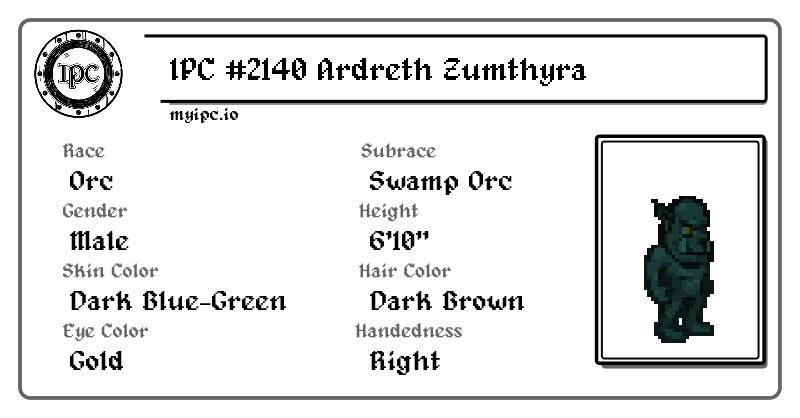 IPC
IPC #2140 Ardreth Zumthyra
myipc.io
Race
Orc
Subrace
Swamp Orc
Gender
Male
Height
6'10"
Skin Color
Dark Blue-Green
Hair Color
Dark Brown
Eye Color
Gold
Handedness
Right